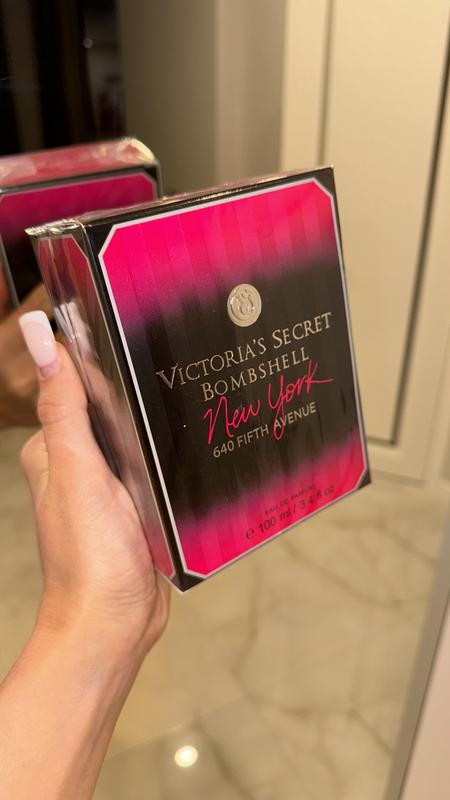 VICTORIA'S SECRET
BOMBSHELL
New York
640 FIFTH AVENUE
EAU DE PARFUM
℮ 100 ml / 3.4 fl oz